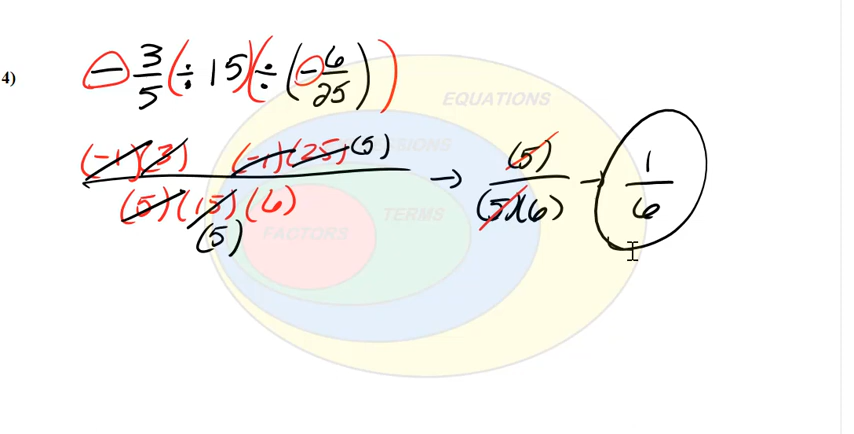 4) - 3/5 (÷ 15)(÷ (-6/25))
EQUATIONS
(-1)(3) (-1)(25)(5) → (5) → 1
(5)(15)(6) (5)(6) 6
(5)
TERMS
FACTORS